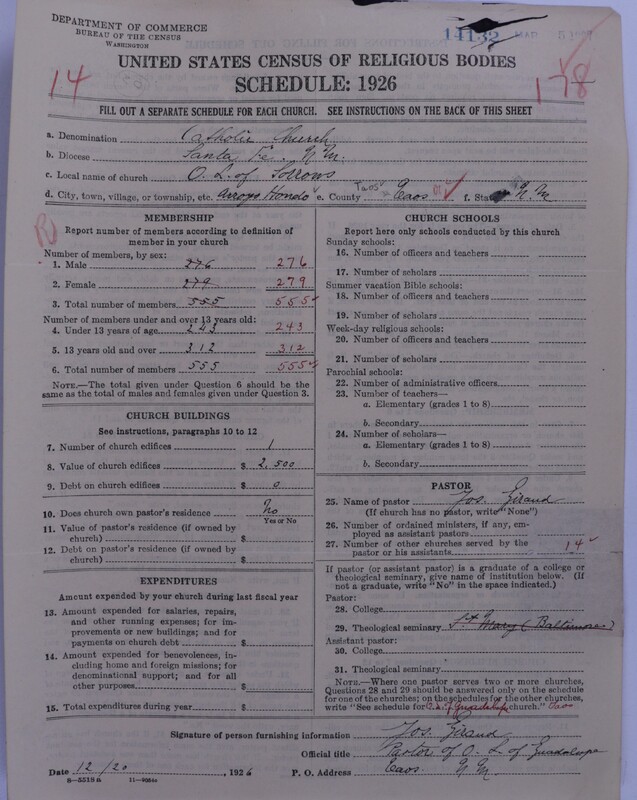 DEPARTMENT OF COMMERCE
BUREAU OF THE CENSUS
WASHINGTON
14132 MAR 5
UNITED STATES CENSUS OF RELIGIOUS BODIES
SCHEDULE: 1926
14
178
FILL OUT A SEPARATE SCHEDULE FOR EACH CHURCH. SEE INSTRUCTIONS ON THE BACK OF THIS SHEET
a. Denomination Catholic Church
b. Diocese Santa Fe. N. M.
c. Local name of church O. L. of Sorrows
d. City, town, village, or township, etc. Arroyo Hondo e. County Taos Taos f. State N. M
MEMBERSHIP
Report number of members according to definition of member in your church
Number of members, by sex:
1. Male 276 276
2. Female 279 279
3. Total number of members 555 555
Number of members under and over 13 years old:
4. Under 13 years of age 243 243
5. 13 years old and over 312 312
6. Total number of members 555 555
NOTE.—The total given under Question 6 should be the same as the total of males and females given under Question 3.
CHURCH BUILDINGS
See instructions, paragraphs 10 to 12
7. Number of church edifices 1
8. Value of church edifices $ 2,500
9. Debt on church edifices $ 0
10. Does church own pastor's residence No
Yes or No
11. Value of pastor's residence (if owned by church) $
12. Debt on pastor's residence (if owned by church) $
EXPENDITURES
Amount expended by your church during last fiscal year
13. Amount expended for salaries, repairs, and other running expenses; for improvements or new buildings; and for payments on church debt $
14. Amount expended for benevolences, including home and foreign missions; for denominational support; and for all other purposes $
15. Total expenditures during year $
CHURCH SCHOOLS
Report here only schools conducted by this church
Sunday schools:
16. Number of officers and teachers
17. Number of scholars
Summer vacation Bible schools:
18. Number of officers and teachers
19. Number of scholars
Week-day religious schools:
20. Number of officers and teachers
21. Number of scholars
Parochial schools:
22. Number of administrative officers
23. Number of teachers—
a. Elementary (grades 1 to 8)
b. Secondary
24. Number of scholars—
a. Elementary (grades 1 to 8)
b. Secondary
PASTOR
25. Name of pastor Jos. Giraud
(If church has no pastor, write "None")
26. Number of ordained ministers, if any, employed as assistant pastors
27. Number of other churches served by the pastor or his assistants 14
If pastor (or assistant pastor) is a graduate of a college or theological seminary, give name of institution below. (If not a graduate, write "No" in the space indicated.)
Pastor:
28. College
29. Theological seminary St Mary (Baltimore)
Assistant pastor:
30. College
31. Theological seminary
NOTE.—Where one pastor serves two or more churches, Questions 28 and 29 should be answered only on the schedule for one of the churches; on the schedules for the other churches, write "See schedule for O. L. of Guadalupe church." Taos
Signature of person furnishing information Jos. Giraud
Official title Pastor of O. L. of Guadalupe
Date 12/20, 1926 P. O. Address Taos N. M.